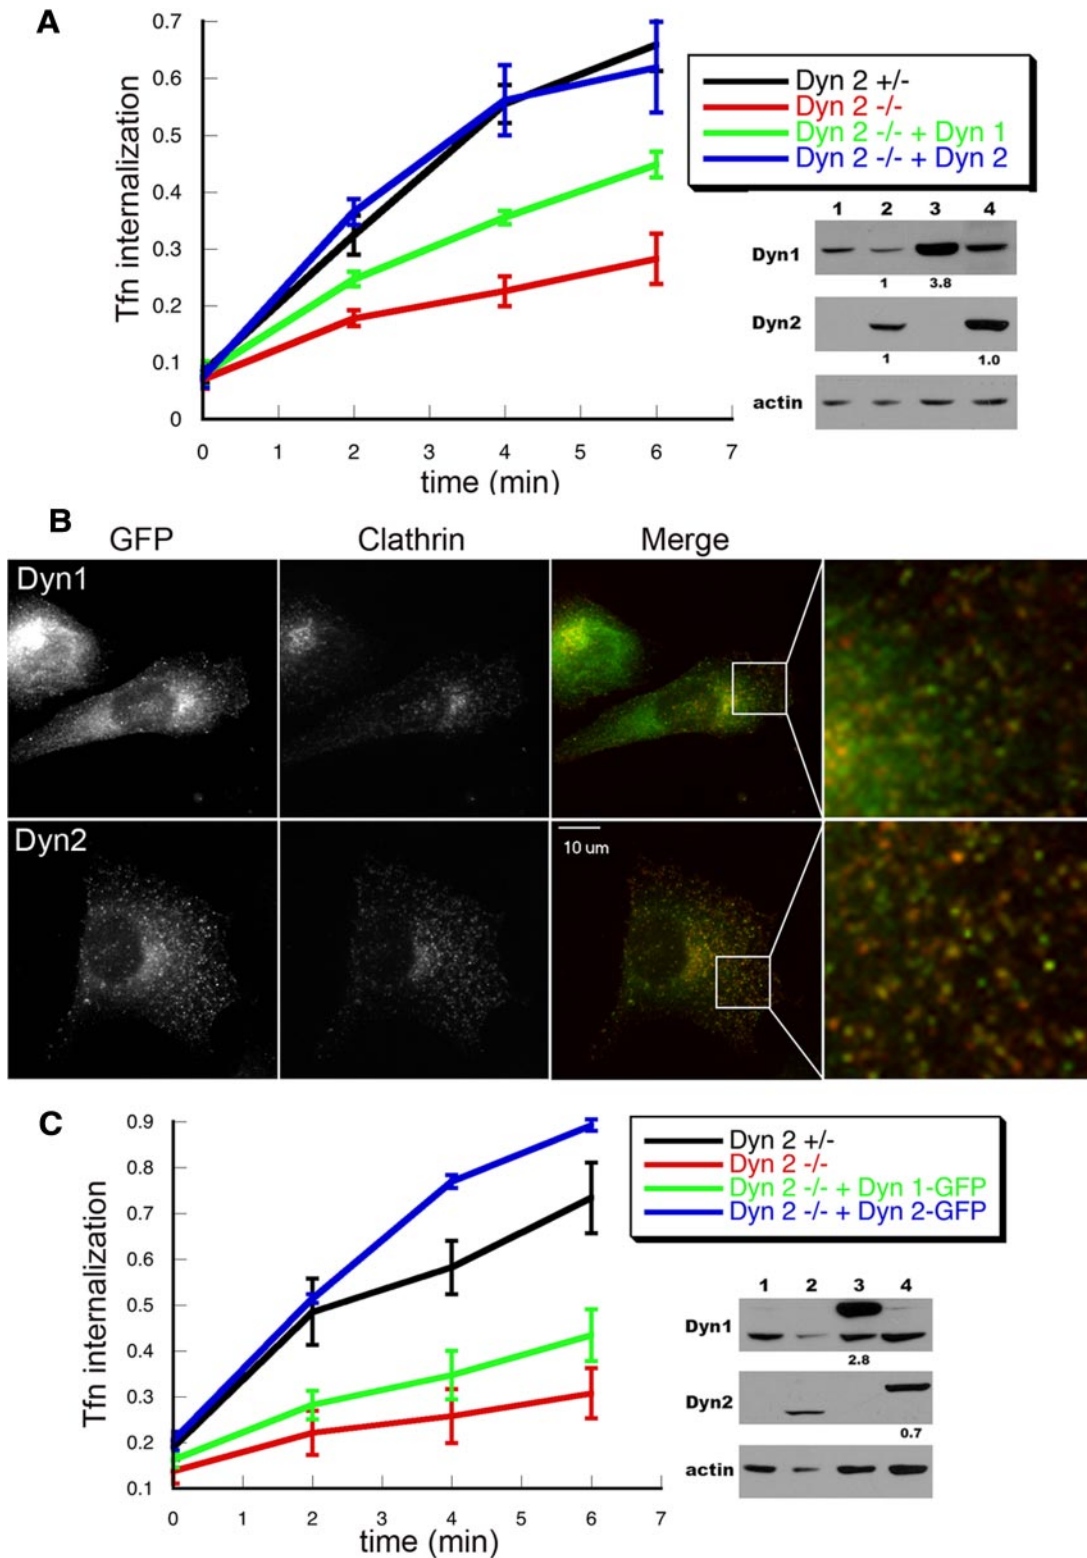 A
0.7
0.6
0.5
0.4
0.3
0.2
0.1
0
Tfn internalization
0 1 2 3 4 5 6 7
time (min)
Dyn 2 +/-
Dyn 2 -/-
Dyn 2 -/- + Dyn 1
Dyn 2 -/- + Dyn 2
1 2 3 4
Dyn1
1 3.8
Dyn2
1 1.0
actin
B
GFP Clathrin Merge
Dyn1
Dyn2
10 um
C
0.9
0.8
0.7
0.6
0.5
0.4
0.3
0.2
0.1
Tfn internalization
0 1 2 3 4 5 6 7
time (min)
Dyn 2 +/-
Dyn 2 -/-
Dyn 2 -/- + Dyn 1-GFP
Dyn 2 -/- + Dyn 2-GFP
1 2 3 4
Dyn1
2.8
Dyn2
0.7
actin